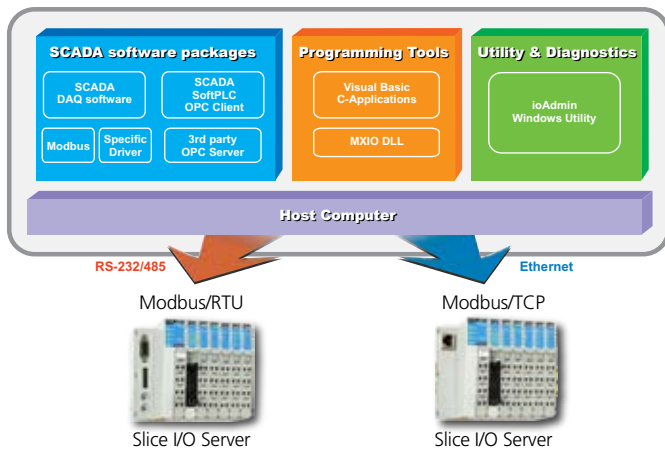 SCADA software packages
SCADA
DAQ software
SCADA
SoftPLC
OPC Client
Modbus
Specific
Driver
3rd party
OPC Server
Programming Tools
Visual Basic
C-Applications
MXIO DLL
Utility & Diagnostics
ioAdmin
Windows Utility
Host Computer
RS-232/485
Ethernet
Modbus/RTU
Modbus/TCP
Slice I/O Server
Slice I/O Server